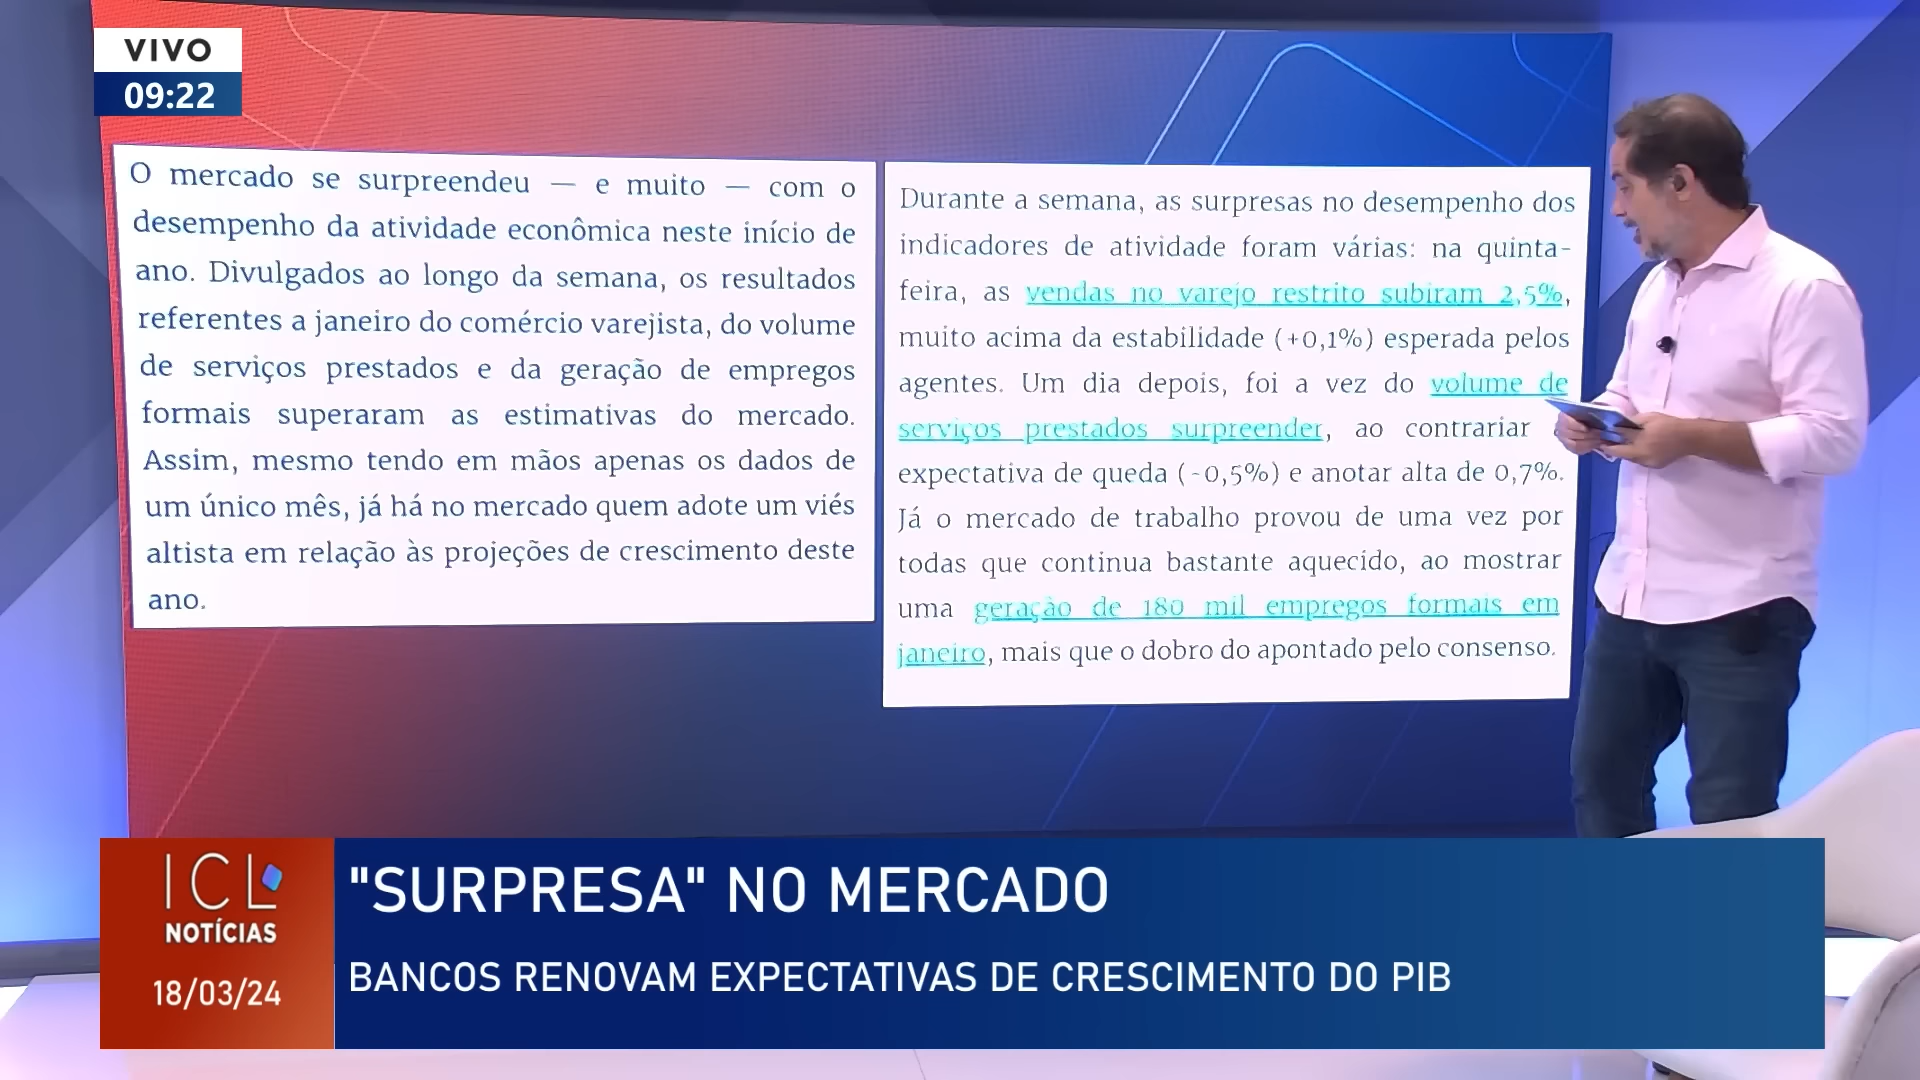 VIVO
09:22
O mercado se surpreendeu — e muito — com o
desempenho da atividade econômica neste início de
ano. Divulgados ao longo da semana, os resultados
referentes a janeiro do comércio varejista, do volume
de serviços prestados e da geração de empregos
formais superaram as estimativas do mercado.
Assim, mesmo tendo em mãos apenas os dados de
um único mês, já há no mercado quem adote um viés
altista em relação às projeções de crescimento deste
ano.
Durante a semana, as surpresas no desempenho dos
indicadores de atividade foram várias: na quinta-
feira, as vendas no varejo restrito subiram 2,5%,
muito acima da estabilidade (+0,1%) esperada pelos
agentes. Um dia depois, foi a vez do volume de
serviços prestados surpreender, ao contrariar
expectativa de queda (-0,5%) e anotar alta de 0,7%.
Já o mercado de trabalho provou de uma vez por
todas que continua bastante aquecido, ao mostrar
uma geração de 180 mil empregos formais em
janeiro, mais que o dobro do apontado pelo consenso.
ICL
NOTÍCIAS
18/03/24
"SURPRESA" NO MERCADO
BANCOS RENOVAM EXPECTATIVAS DE CRESCIMENTO DO PIB